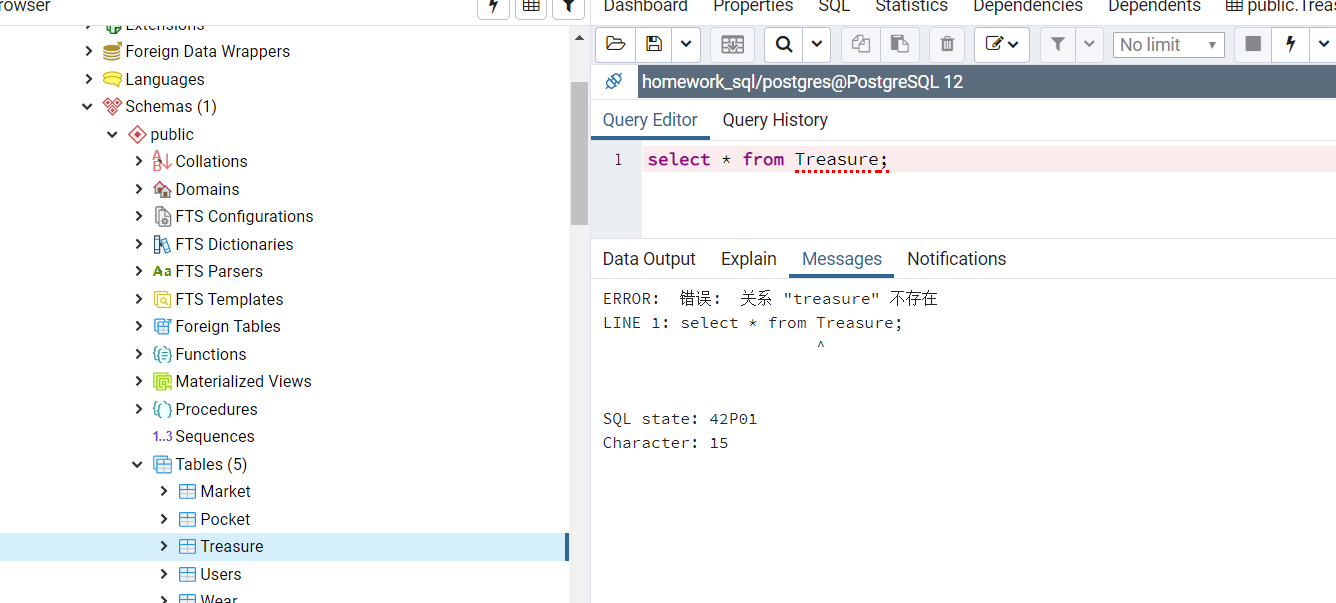 rowser
Extensions
Foreign Data Wrappers
Languages
Schemas (1)
public
Collations
Domains
FTS Configurations
FTS Dictionaries
Aa FTS Parsers
FTS Templates
Foreign Tables
Functions
Materialized Views
Procedures
1..3 Sequences
Tables (5)
Market
Pocket
Treasure
Users
Wear
Dashboard Properties SQL Statistics Dependencies Dependents public.Treas
No limit
homework_sql/postgres@PostgreSQL 12
Query Editor Query History
1 select * from Treasure;
Data Output Explain Messages Notifications
ERROR: 错误: 关系 "treasure" 不存在
LINE 1: select * from Treasure;
^
SQL state: 42P01
Character: 15